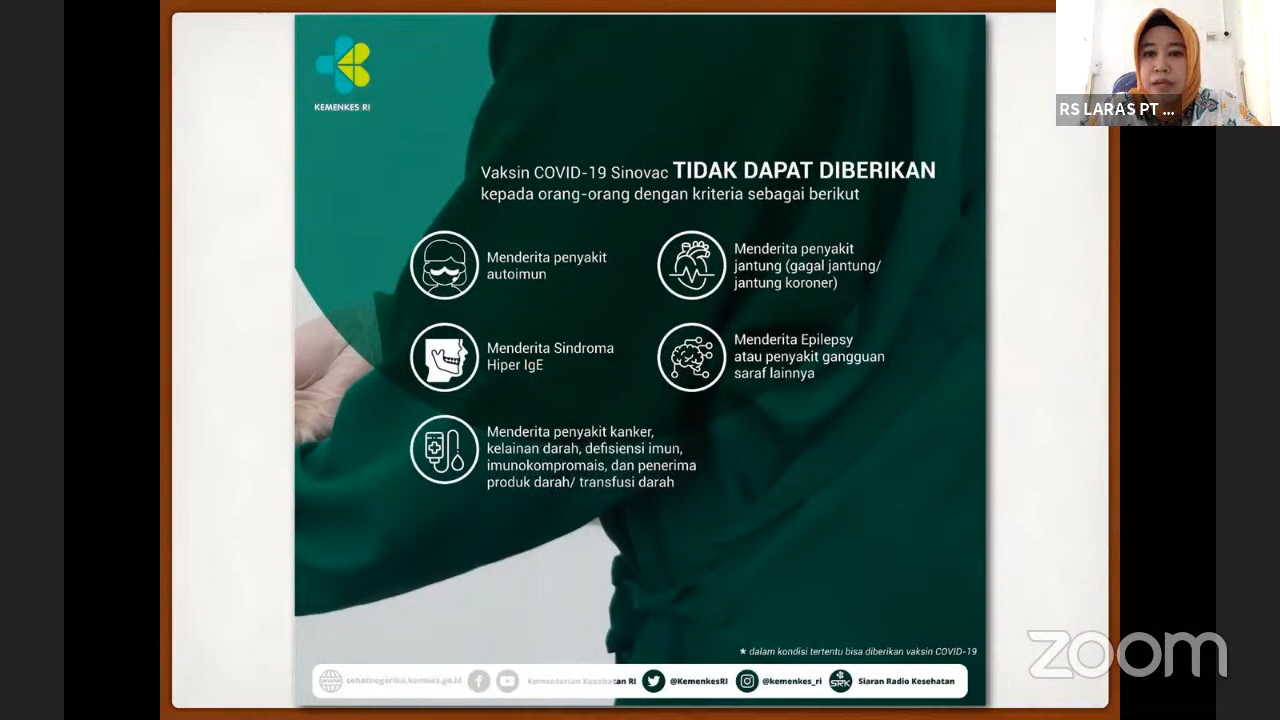 RS LARAS PT ...
KEMENKES RI
Vaksin COVID-19 Sinovac TIDAK DAPAT DIBERIKAN
kepada orang-orang dengan kriteria sebagai berikut
Menderita penyakit
autoimun
Menderita penyakit
jantung (gagal jantung/
jantung koroner)
Menderita Sindroma
Hiper IgE
Menderita Epilepsy
atau penyakit gangguan
saraf lainnya
Menderita penyakit kanker,
kelainan darah, defisiensi imun,
imunokompromais, dan penerima
produk darah/ transfusi darah
* dalam kondisi tertentu bisa diberikan vaksin COVID-19
sehatnegeriku.kemkes.go.id Kementerian Kesehatan RI @KemenkesRI @kemenkes_ri SRK Siaran Radio Kesehatan
zoom